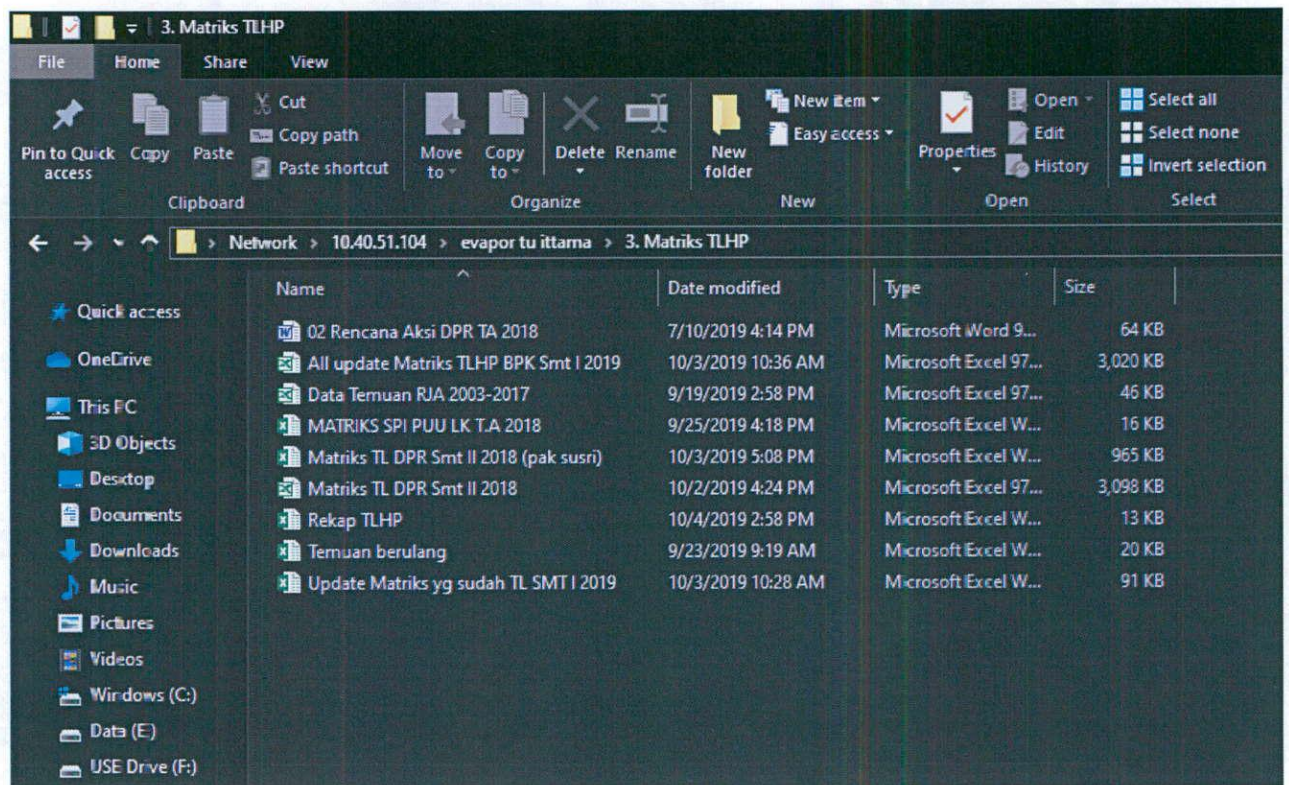 3. Matriks TLHP
File Home Share View
Pin to Quick access
Copy
Paste
Cut
Copy path
Paste shortcut
Clipboard
Move to
Copy to
Delete
Rename
Organize
New folder
New item
Easy access
New
Properties
Open
Edit
History
Open
Select all
Select none
Invert selection
Select
Network > 10.40.51.104 > evapor tu ittama > 3. Matriks TLHP
Name Date modified Type Size
Quick access
OneDrive
This PC
3D Objects
Desktop
Documents
Downloads
Music
Pictures
Videos
Windows (C:)
Data (E:)
USB Drive (F:)
02 Rencana Aksi DPR TA 2018 7/10/2019 4:14 PM Microsoft Word 9... 64 KB
All update Matriks TLHP BPK Smt I 2019 10/3/2019 10:36 AM Microsoft Excel 97... 3,020 KB
Data Temuan RJA 2003-2017 9/19/2019 2:58 PM Microsoft Excel 97... 46 KB
MATRIKS SPI PUU LK T.A 2018 9/25/2019 4:18 PM Microsoft Excel W... 16 KB
Matriks TL DPR Smt II 2018 (pak susri) 10/3/2019 5:08 PM Microsoft Excel W... 965 KB
Matriks TL DPR Smt II 2018 10/2/2019 4:24 PM Microsoft Excel 97... 3,098 KB
Rekap TLHP 10/4/2019 2:58 PM Microsoft Excel W... 13 KB
Temuan berulang 9/23/2019 9:19 AM Microsoft Excel W... 20 KB
Update Matriks yg sudah TL SMT I 2019 10/3/2019 10:28 AM Microsoft Excel W... 91 KB